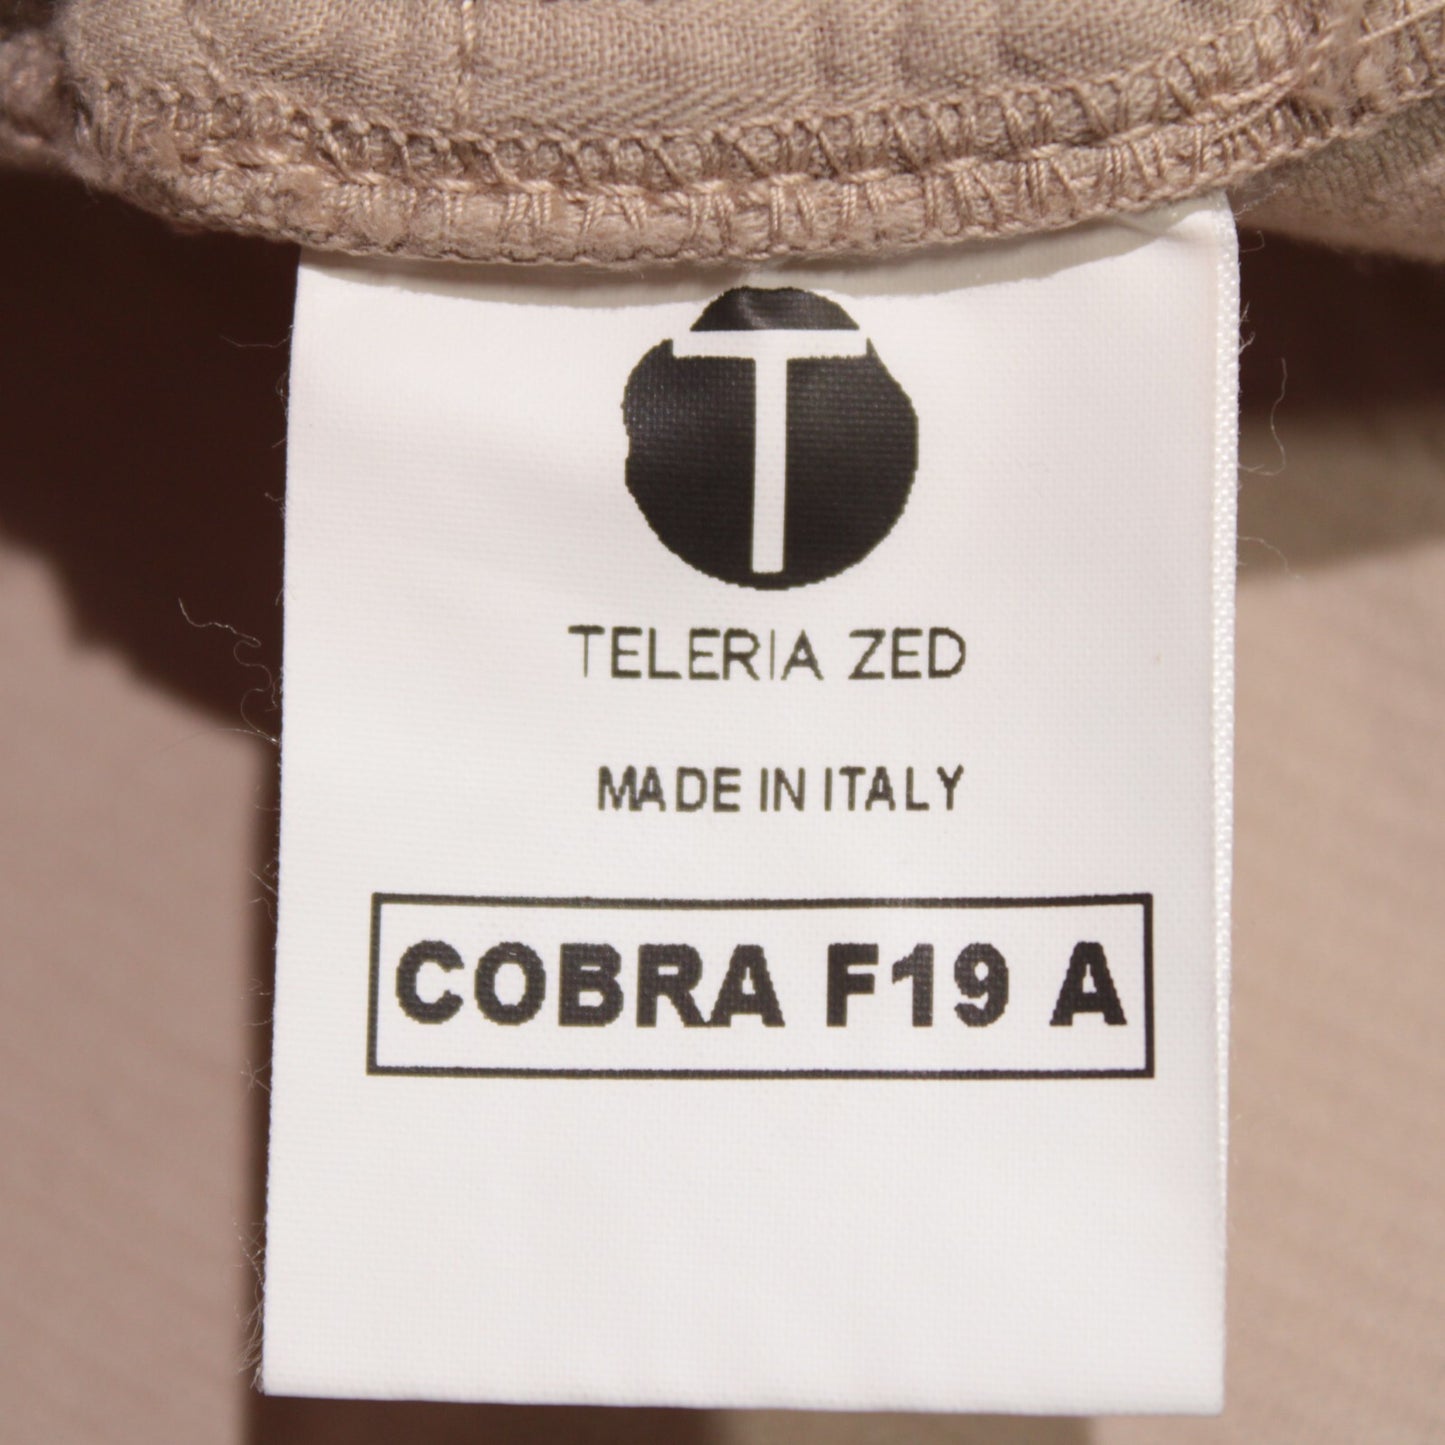 T
TELERIA ZED
MADE IN ITALY
COBRA F19 A